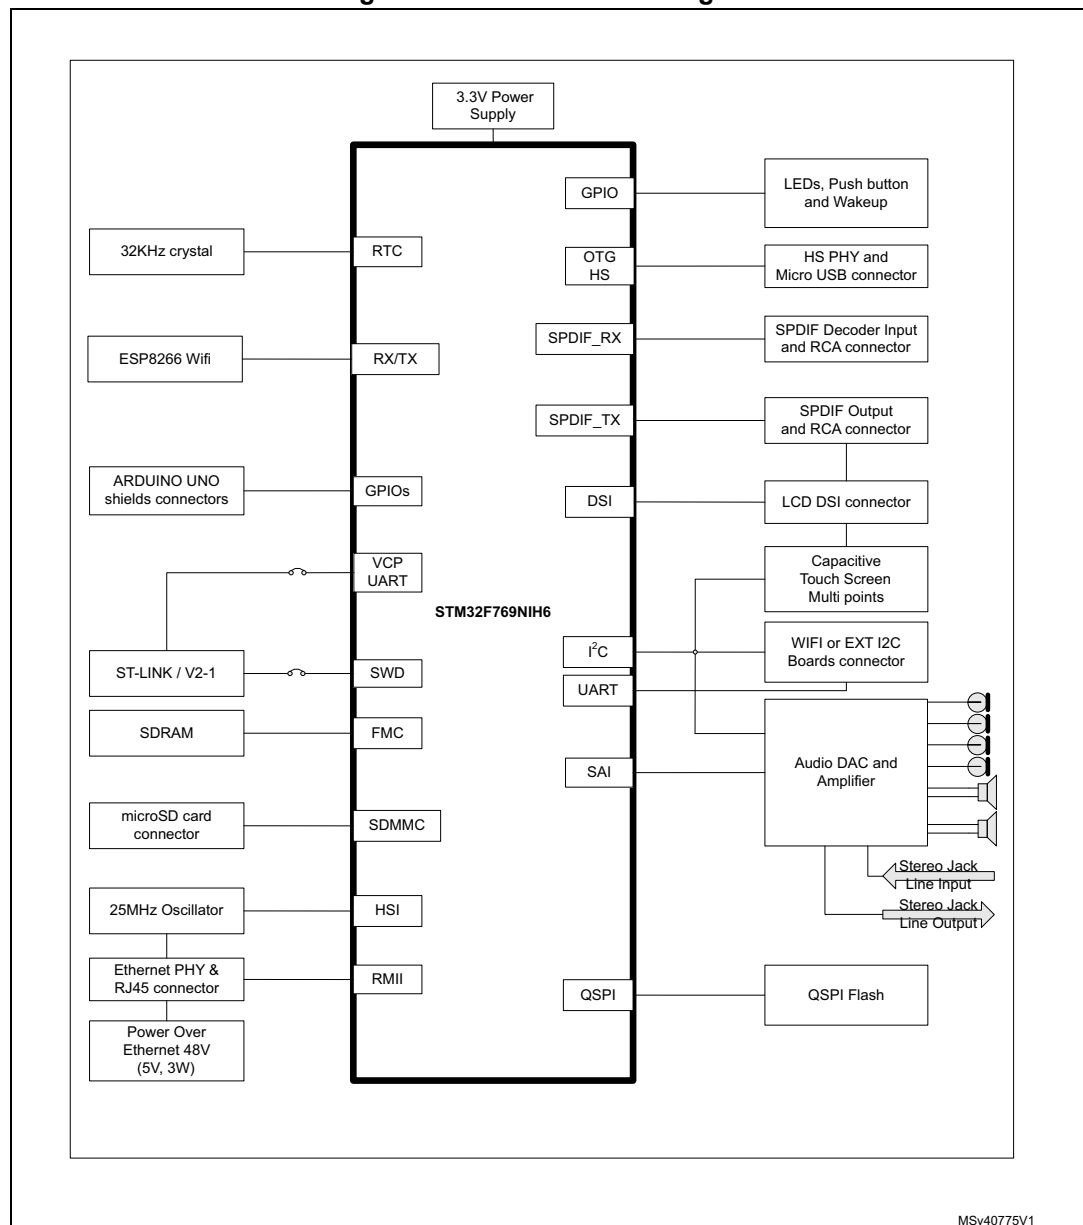 3.3V Power
Supply
GPIO
LEDs, Push button
and Wakeup
32KHz crystal
RTC
OTG
HS
HS PHY and
Micro USB connector
SPDIF_RX
SPDIF Decoder Input
and RCA connector
ESP8266 Wifi
RX/TX
SPDIF_TX
SPDIF Output
and RCA connector
ARDUINO UNO
shields connectors
GPIOs
DSI
LCD DSI connector
VCP
UART
Capacitive
Touch Screen
Multi points
STM32F769NIH6
I²C
WIFI or EXT I2C
Boards connector
ST-LINK / V2-1
SWD
UART
SDRAM
FMC
SAI
Audio DAC and
Amplifier
microSD card
connector
SDMMC
Stereo Jack
Line Input
Stereo Jack
Line Output
25MHz Oscillator
HSI
Ethernet PHY &
RJ45 connector
RMII
QSPI
QSPI Flash
Power Over
Ethernet 48V
(5V, 3W)
MSv40775V1